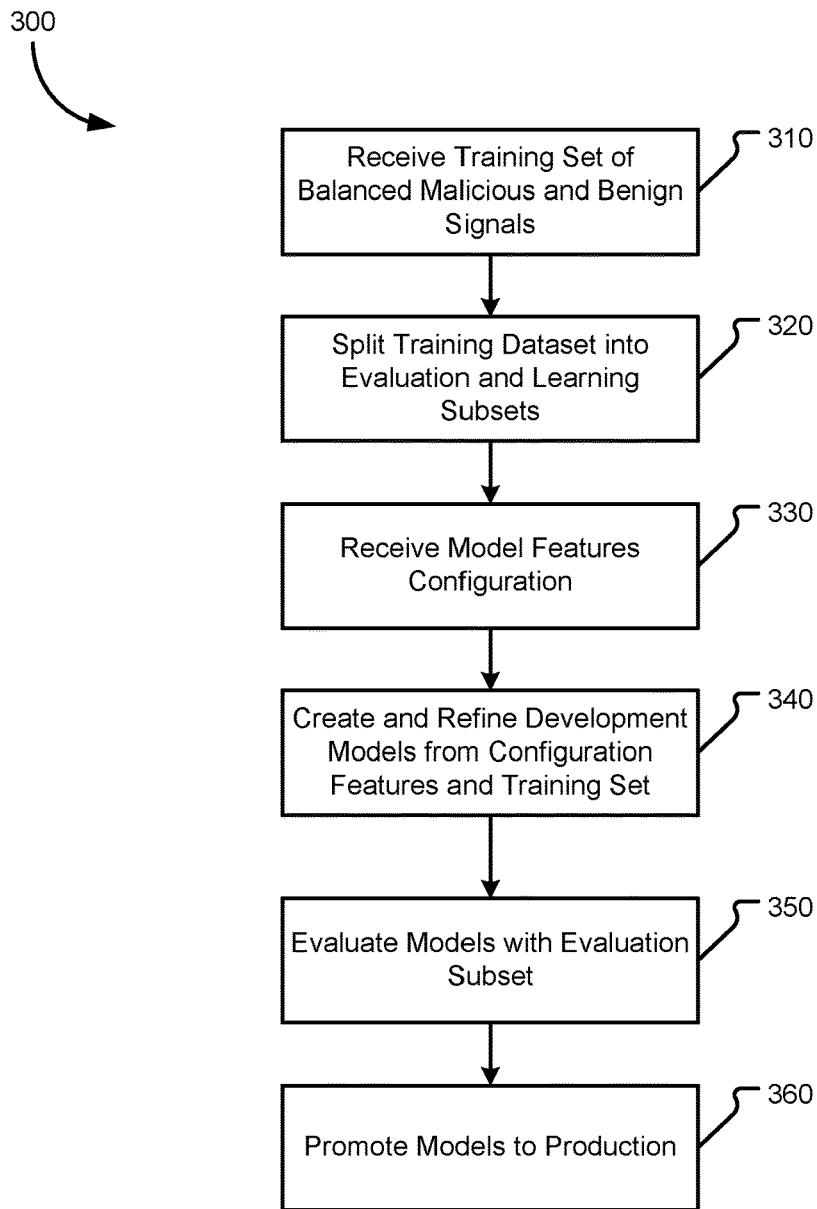 300
310
Receive Training Set of
Balanced Malicious and Benign
Signals
320
Split Training Dataset into
Evaluation and Learning
Subsets
330
Receive Model Features
Configuration
340
Create and Refine Development
Models from Configuration
Features and Training Set
350
Evaluate Models with Evaluation
Subset
360
Promote Models to Production